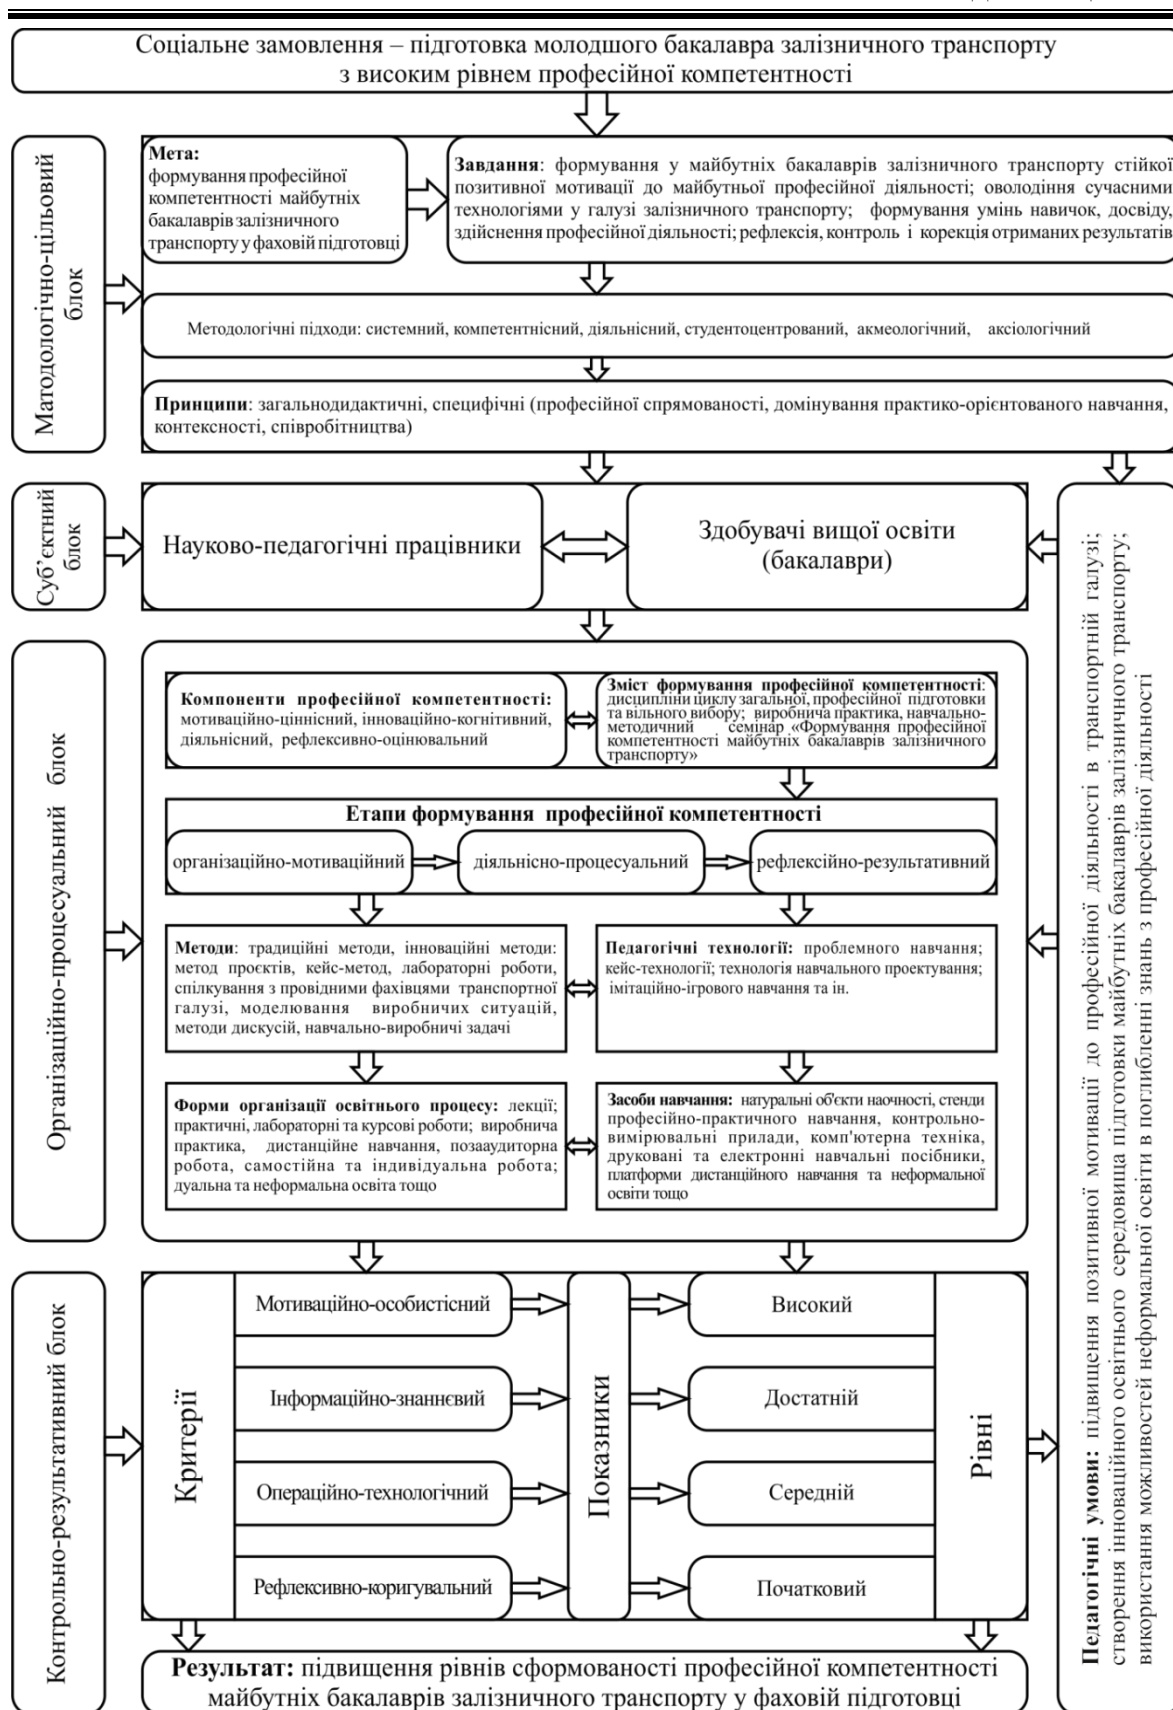 Соціальне замовлення – підготовка молодшого бакалавра залізничного транспорту
з високим рівнем професійної компетентності
Матодологічно-цільовий
блок
Мета:
формування професійної
компетентності майбутніх
бакалаврів залізничного
транспорту у фаховій підготовці
Завдання: формування у майбутніх бакалаврів залізничного транспорту стійкої
позитивної мотивації до майбутньої професійної діяльності; оволодіння сучасними
технологіями у галузі залізничного транспорту; формування умінь навичок, досвіду,
здійснення професійної діяльності; рефлексія, контроль і корекція отриманих результатів
Методологічні підходи: системний, компетентнісний, діяльнісний, студентоцентрований, акмеологічний, аксіологічний
Принципи: загальнодидактичні, специфічні (професійної спрямованості, домінування практико-орієнтованого навчання,
контексності, співробітництва)
Суб’єктний
блок
Науково-педагогічні працівники
Здобувачі вищої освіти
(бакалаври)
Організаційно-процесуальний блок
Компоненти професійної компетентності:
мотиваційно-ціннісний, інноваційно-когнітивний,
діяльнісний, рефлексивно-оцінювальний
Зміст формування професійної компетентності:
дисципліни циклу загальної, професійної підготовки
та вільного вибору; виробнича практика, навчально-
методичний семінар «Формування професійної
компетентності майбутніх бакалаврів залізничного
транспорту»
Етапи формування професійної компетентності
організаційно-мотиваційний
діяльнісно-процесуальний
рефлексійно-результативний
Методи: традиційні методи, інноваційні методи:
метод проєктів, кейс-метод, лабораторні роботи,
спілкування з провідними фахівцями транспортної
галузі, моделювання виробничих ситуацій,
методи дискусій, навчально-виробничі задачі
Педагогічні технології: проблемного навчання;
кейс-технології; технологія навчального проектування;
імітаційно-ігрового навчання та ін.
Форми організації освітнього процесу: лекції;
практичні, лабораторні та курсові роботи; виробнича
практика, дистанційне навчання, позааудиторна
робота, самостійна та індивідуальна робота;
дуальна та неформальна освіта тощо
Засоби навчання: натуральні об'єкти наочності, стенди
професійно-практичного навчання, контрольно-
вимірювальні прилади, комп'ютерна техніка,
друковані та електронні навчальні посібники,
платформи дистанційного навчання та неформальної
освіти тощо
Контрольно-результативний блок
Критерії
Мотиваційно-особистісний
Інформаційно-знаннєвий
Операційно-технологічний
Рефлексивно-коригувальний
Показники
Високий
Достатній
Середній
Початковий
Рівні
Педагогічні умови: підвищення позитивної мотивації до професійної діяльності в транспортній галузі;
створення інноваційного освітнього середовища підготовки майбутніх бакалаврів залізничного транспорту;
використання можливостей неформальної освіти в поглибленні знань з професійної діяльності
Результат: підвищення рівнів сформованості професійної компетентності
майбутніх бакалаврів залізничного транспорту у фаховій підготовці